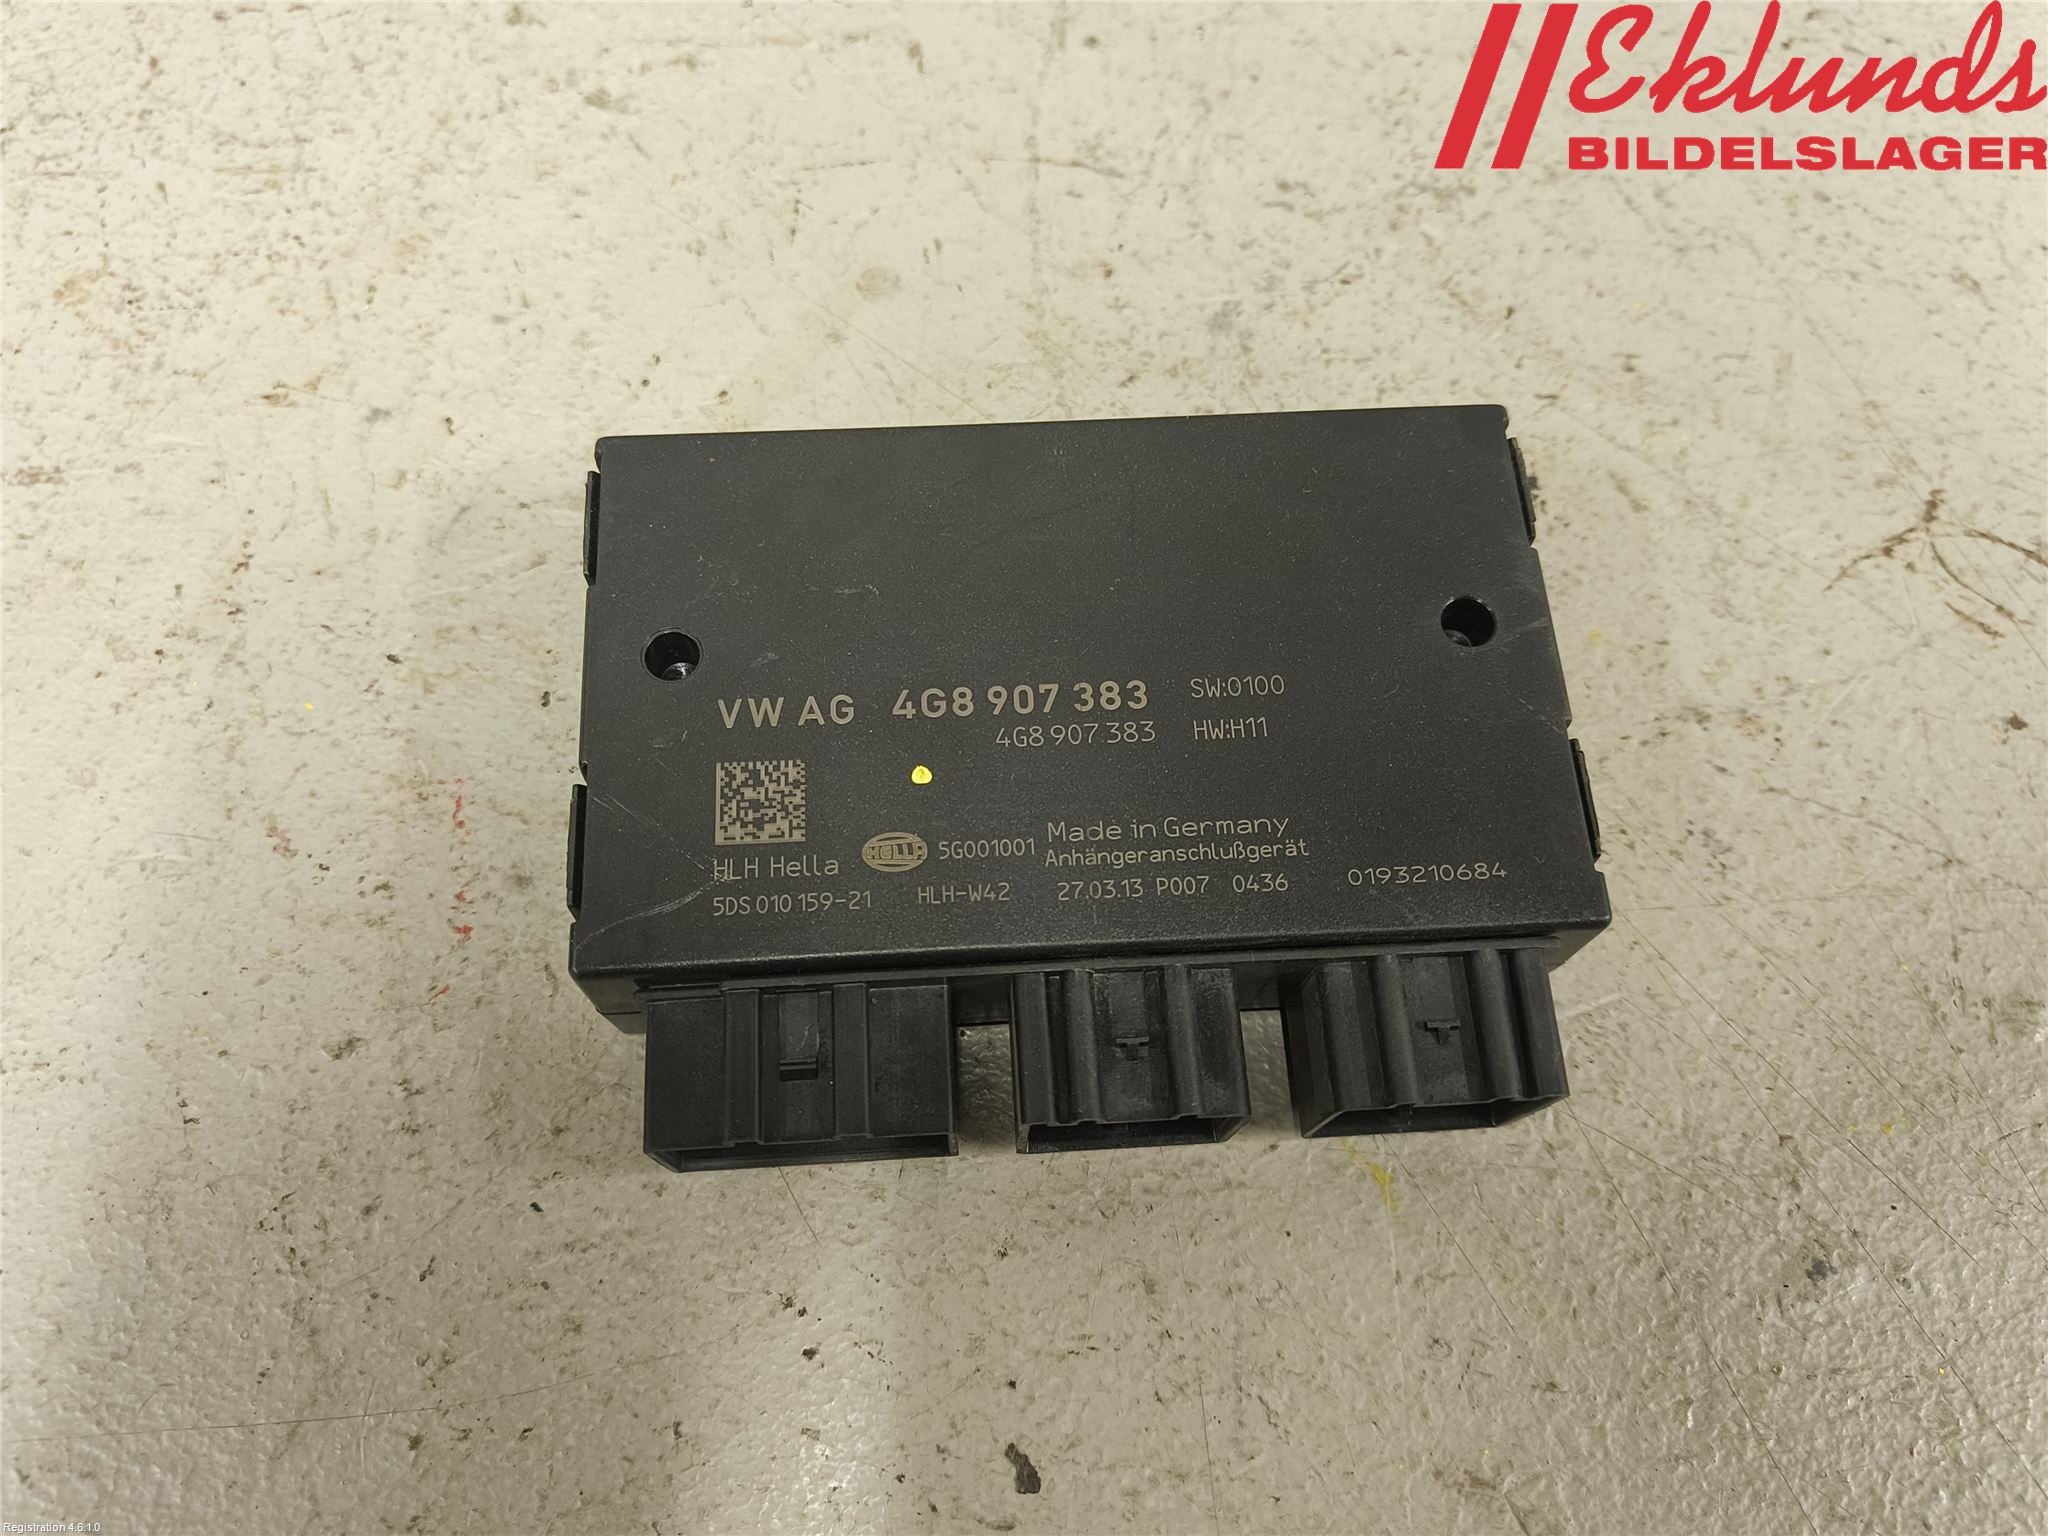 Eklunds
BILDELSLAGER
VW AG 4G8 907 383 SW:0100
4G8 907 383 HW:H11
HLH Hella HELLA 5G001001 Made in Germany
Anhängeranschlußgerät
5DS 010 159-21 HLH-W42 27.03.13 P007 0436 0193210684
Registration 4.6.1.0